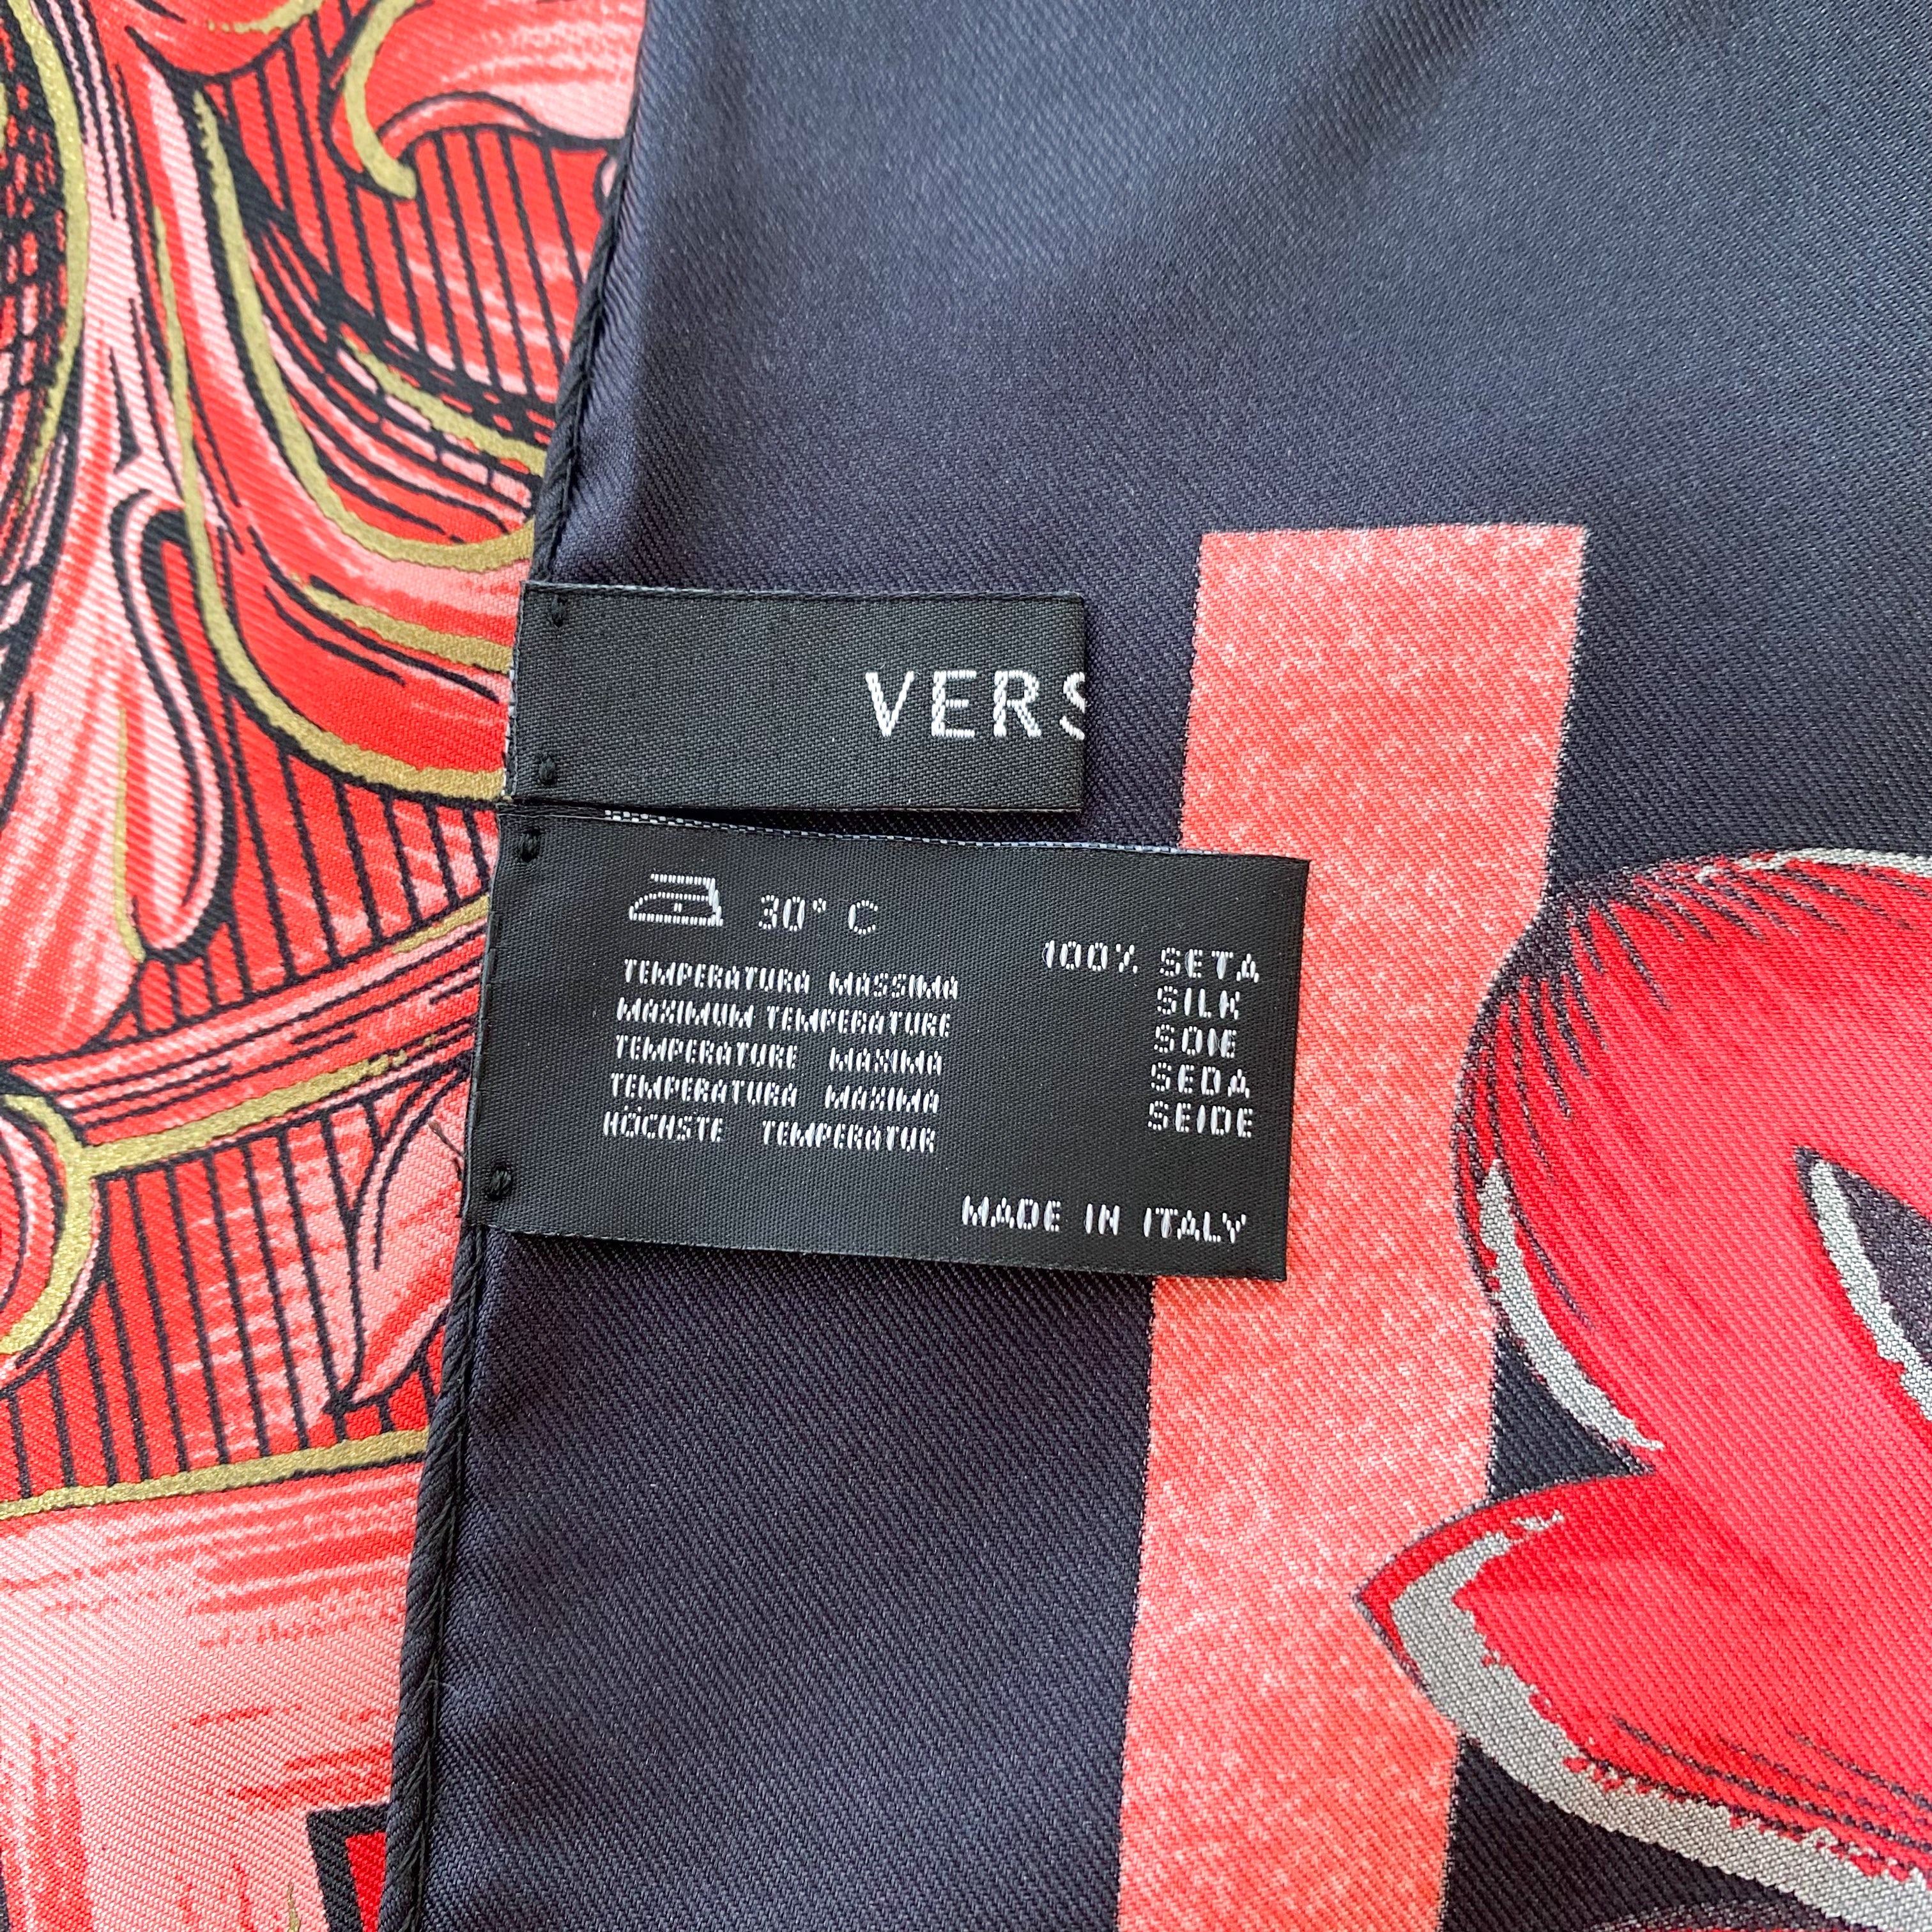 VERS
30° C
TEMPERATURA MASSIMA
MAXIMUM TEMPERATURE
TEMPERATURE MAXIMA
TEMPERATURA MAXIMA
HÖCHSTE TEMPERATUR
100% SETA
SILK
SOIE
SEDA
SEIDE
MADE IN ITALY